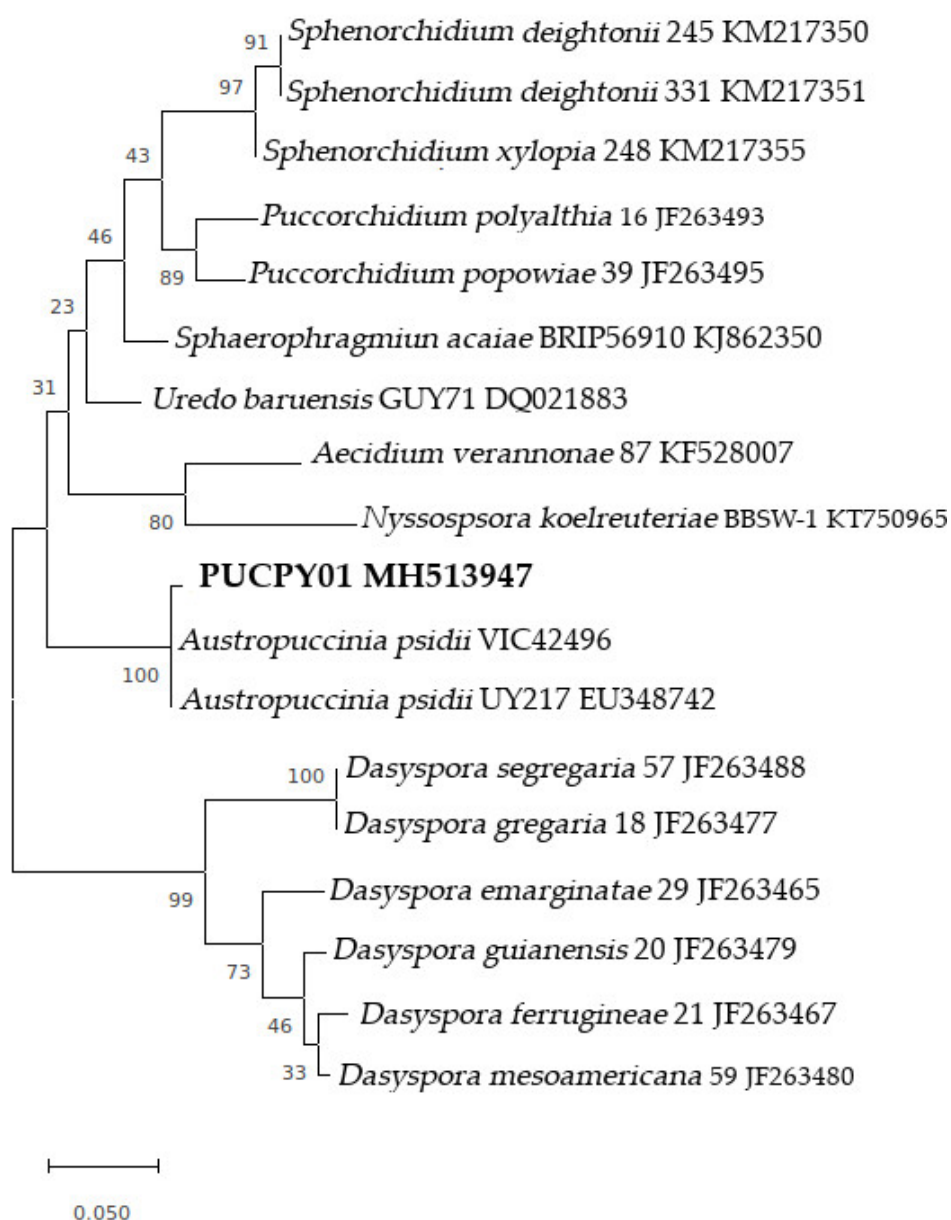 91
Sphenorchidium deightonii 245 KM217350
97
Sphenorchidium deightonii 331 KM217351
43
Sphenorchidium xylopia 248 KM217355
46
Puccorchidium polyalthia 16 JF263493
89
Puccorchidium popowiae 39 JF263495
23
Sphaerophragmiun acaiae BRIP56910 KJ862350
31
Uredo baruensis GUY71 DQ021883
Aecidium verannonae 87 KF528007
80
Nyssospsora koelreuteriae BBSW-1 KT750965
PUCPY01 MH513947
Austropuccinia psidii VIC42496
100
Austropuccinia psidii UY217 EU348742
100
Dasyspora segregaria 57 JF263488
Dasyspora gregaria 18 JF263477
99
Dasyspora emarginatae 29 JF263465
73
Dasyspora guianensis 20 JF263479
46
Dasyspora ferrugineae 21 JF263467
33
Dasyspora mesoamericana 59 JF263480
0.050